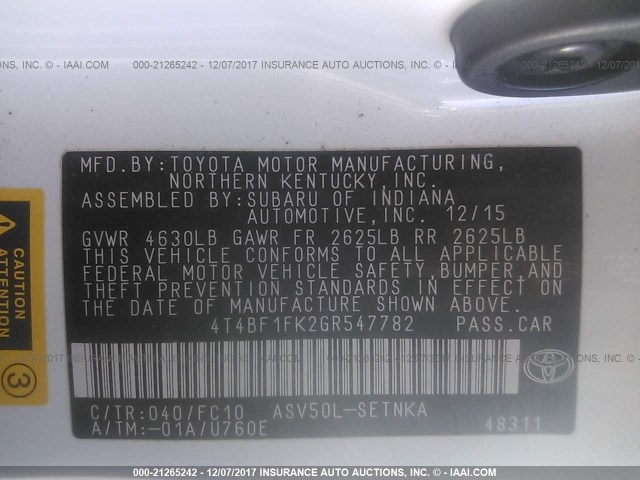 000-21265242 - 12/07/2017 INSURANCE AUTO AUCTIONS, INC. - IAAI.COM
MFD.BY:TOYOTA MOTOR MANUFACTURING,
NORTHERN KENTUCKY,INC.
ASSEMBLED BY:SUBARU OF INDIANA
AUTOMOTIVE,INC. 12/15
GVWR 4630LB GAWR FR 2625LB RR 2625LB
THIS VEHICLE CONFORMS TO ALL APPLICABLE
FEDERAL MOTOR VEHICLE SAFETY,BUMPER,AND
THEFT PREVENTION STANDARDS IN EFFECT ON
THE DATE OF MANUFACTURE SHOWN ABOVE.
4T4BF1FK2GR547782 PASS.CAR
C/TR:040/FC10 ASV50L-SETNKA
A/TM:-01A/U760E 48311
TOYOTA
CAUTION
ATTENTION
3
000-21265242 - 12/07/2017 INSURANCE AUTO AUCTIONS, INC. - IAAI.COM